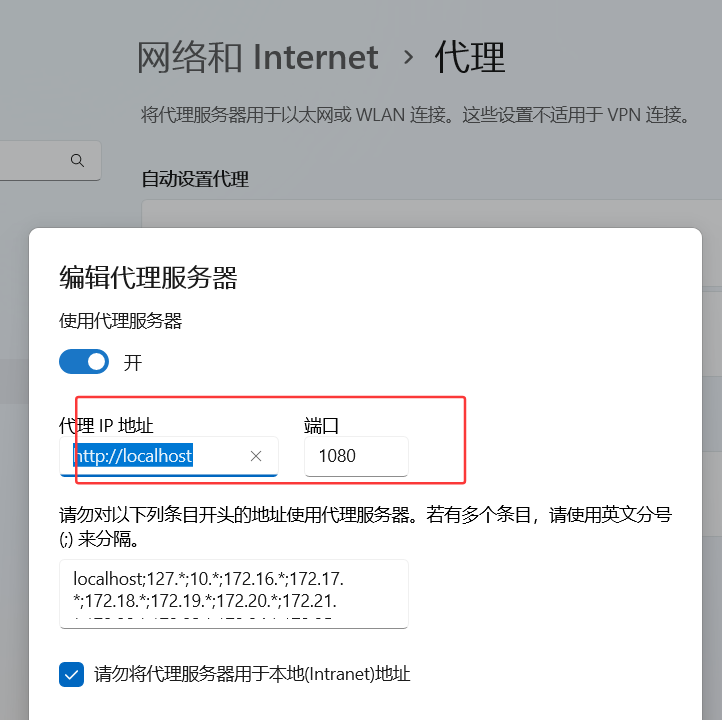 网络和 Internet › 代理
将代理服务器用于以太网或 WLAN 连接。这些设置不适用于 VPN 连接。
自动设置代理
编辑代理服务器
使用代理服务器
开
代理 IP 地址 端口
http://localhost 1080
请勿对以下列条目开头的地址使用代理服务器。若有多个条目，请使用英文分号
(;) 来分隔。
localhost;127.*;10.*;172.16.*;172.17.
*;172.18.*;172.19.*;172.20.*;172.21.
请勿将代理服务器用于本地(Intranet)地址